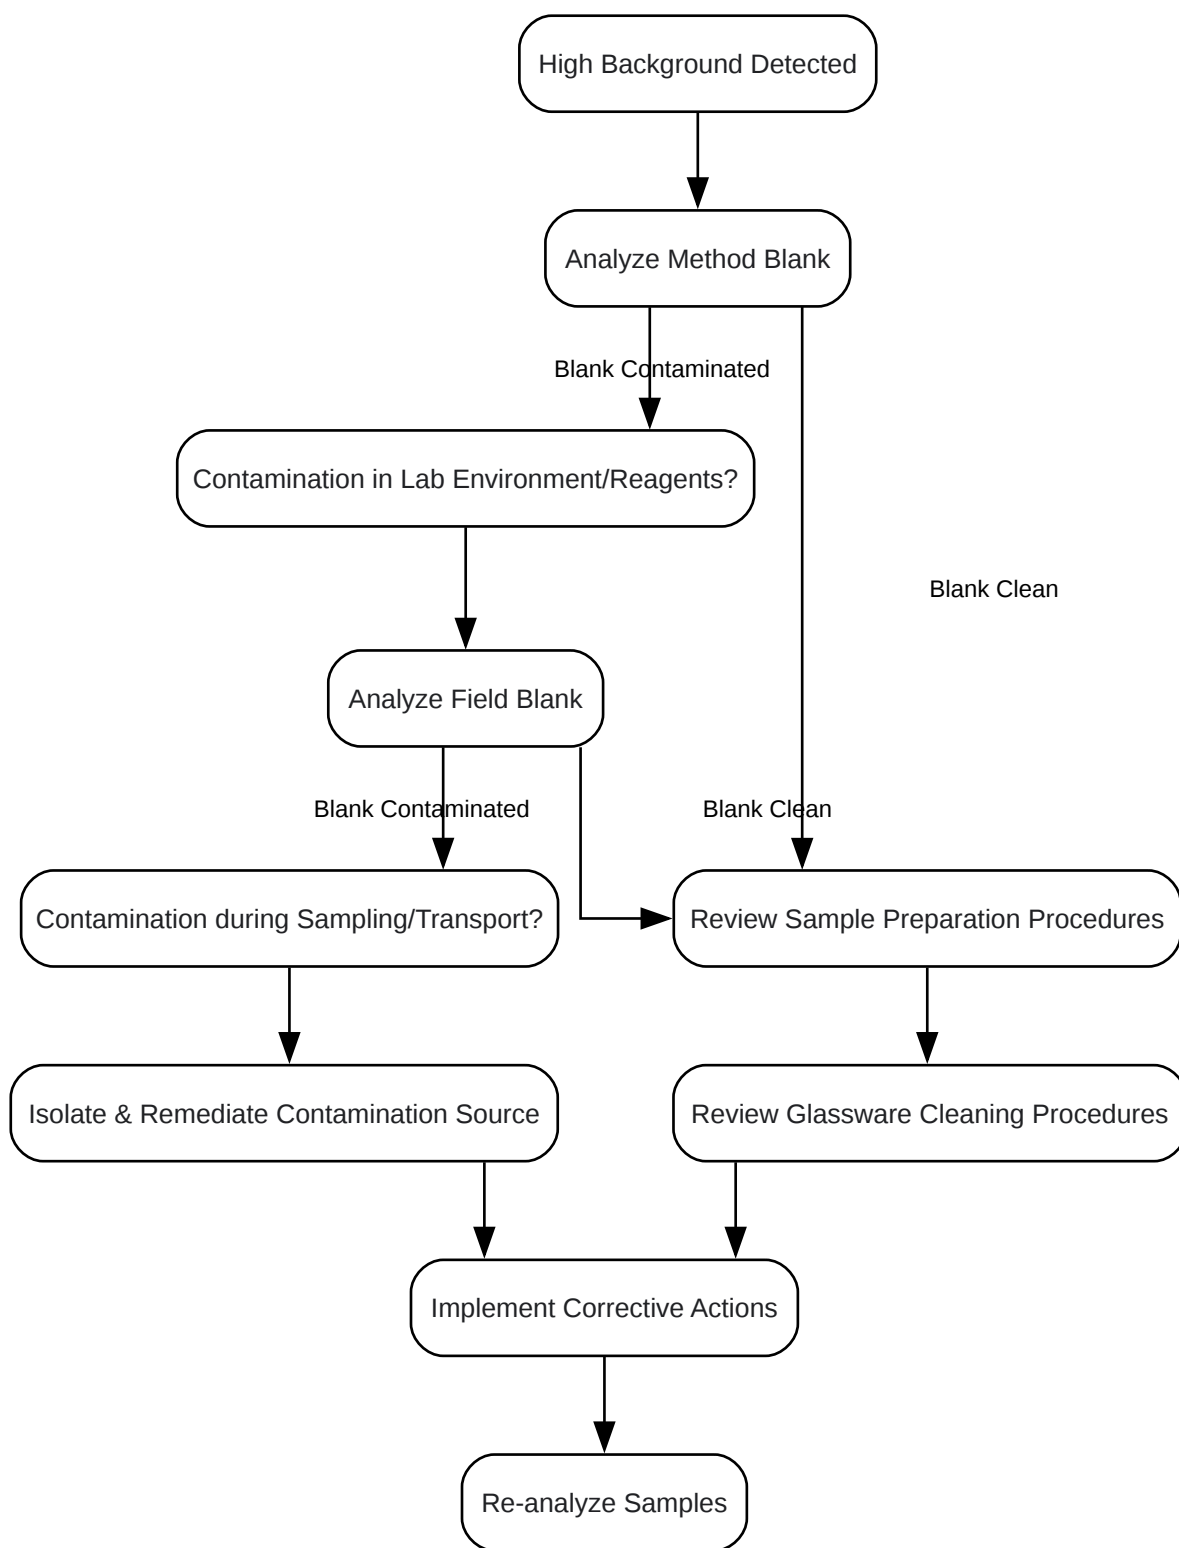 High Background Detected
Analyze Method Blank
Blank Contaminated
Contamination in Lab Environment/Reagents?
Blank Clean
Analyze Field Blank
Blank Contaminated
Blank Clean
Contamination during Sampling/Transport?
Review Sample Preparation Procedures
Isolate & Remediate Contamination Source
Review Glassware Cleaning Procedures
Implement Corrective Actions
Re-analyze Samples